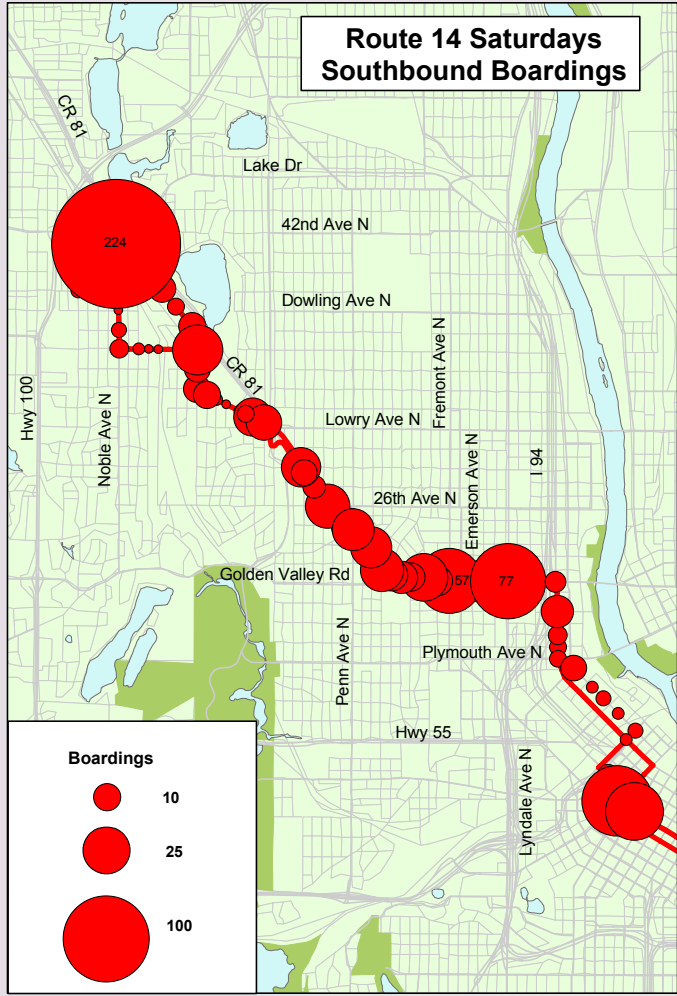 Route 14 Saturdays
Southbound Boardings
CR 81
Lake Dr
42nd Ave N
224
Dowling Ave N
CR 81
Fremont Ave N
Hwy 100
Noble Ave N
Lowry Ave N
I 94
26th Ave N
Emerson Ave N
Golden Valley Rd
57
77
Penn Ave N
Plymouth Ave N
Hwy 55
Lyndale Ave N
Boardings
10
25
100